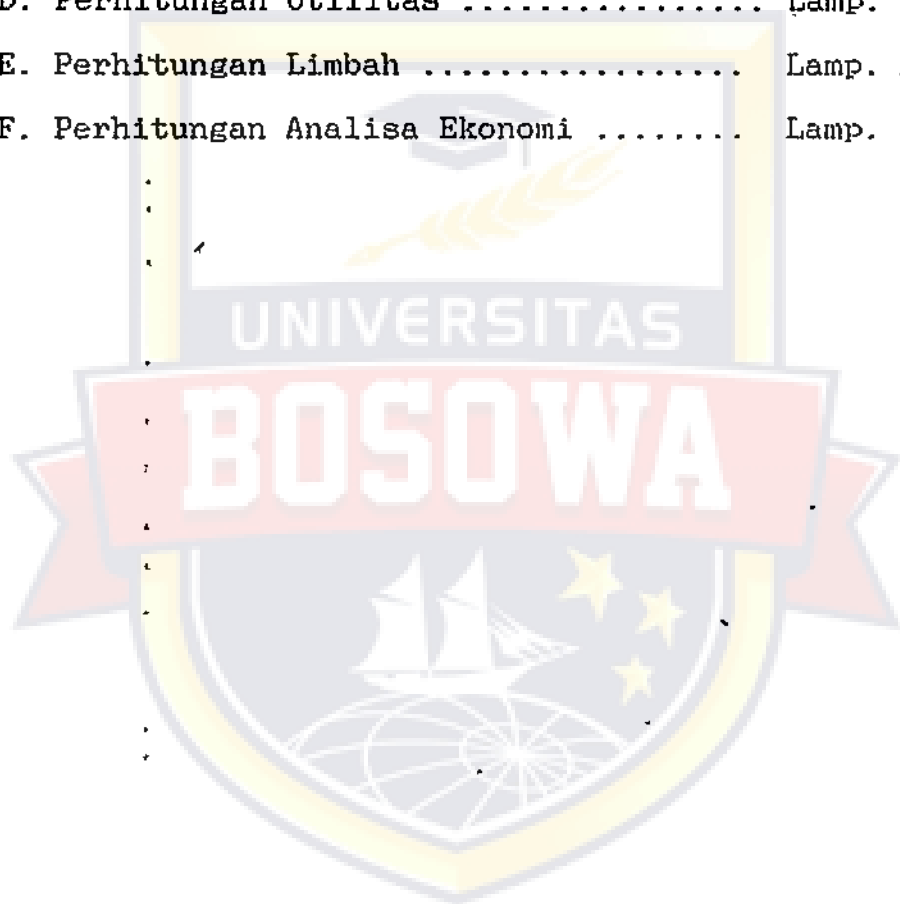 D. Perhitungan Utilitas ................ Lamp.
E. Perhitungan Limbah ................. Lamp.
F. Perhitungan Analisa Ekonomi ........ Lamp.
UNIVERSITAS
BOSOWA